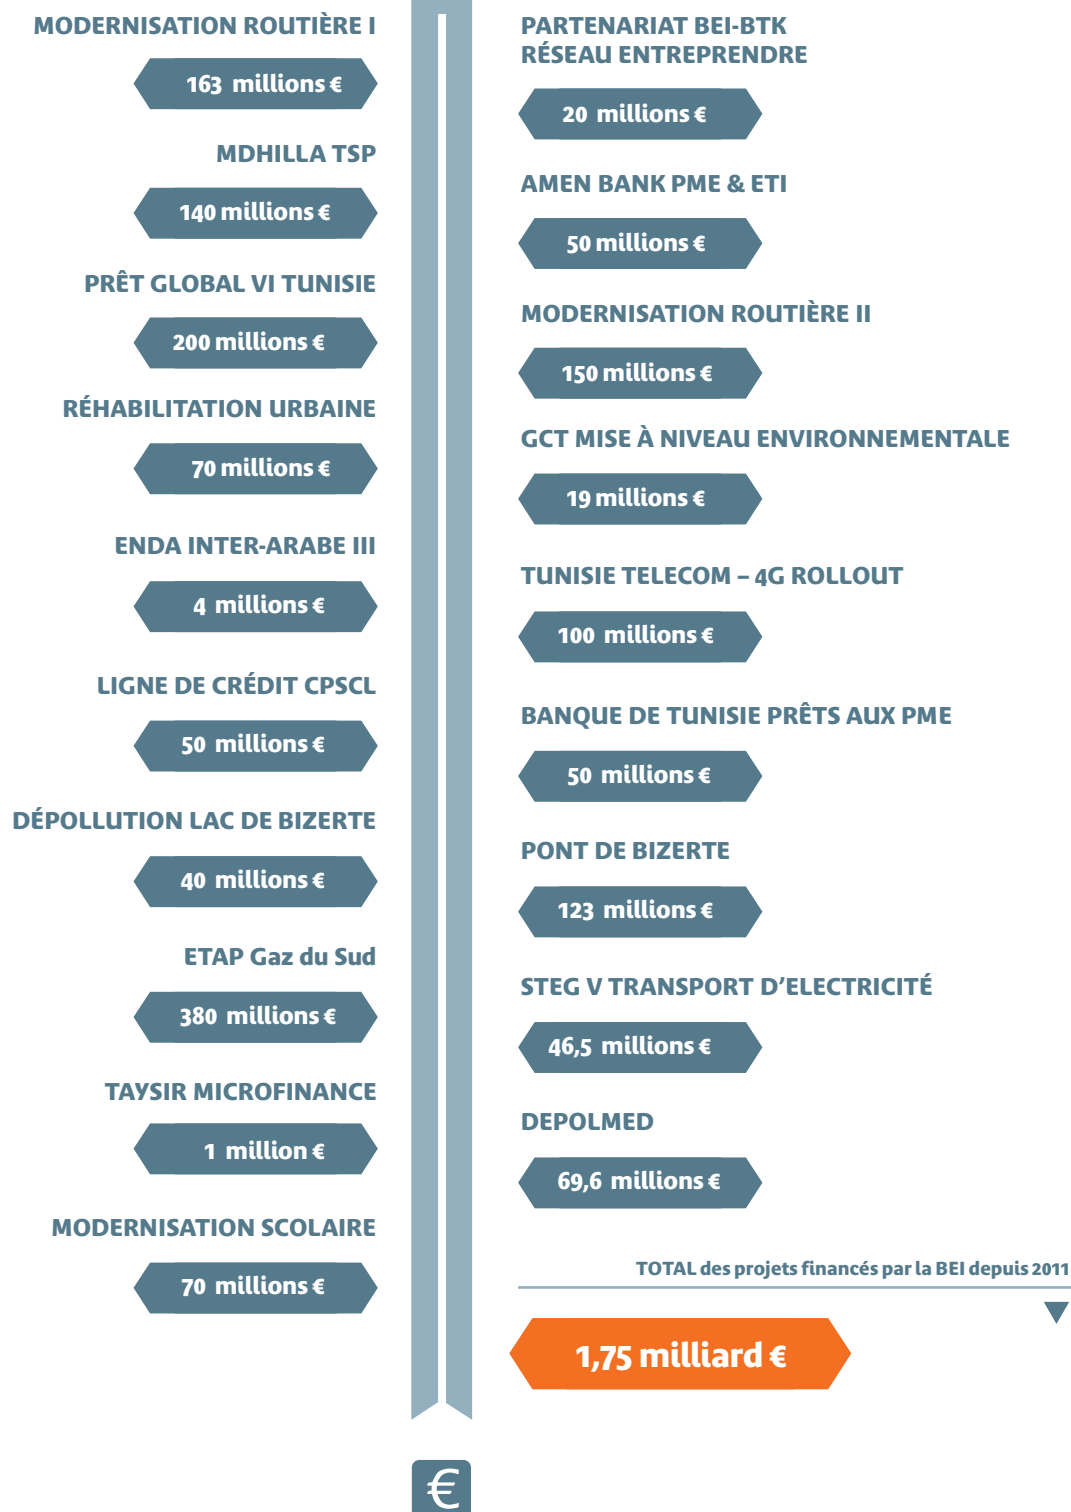 MODERNISATION ROUTIÈRE I
163 millions €
MDHILLA TSP
140 millions €
PRÊT GLOBAL VI TUNISIE
200 millions €
RÉHABILITATION URBAINE
70 millions €
ENDA INTER-ARABE III
4 millions €
LIGNE DE CRÉDIT CPSCL
50 millions €
DÉPOLLUTION LAC DE BIZERTE
40 millions €
ETAP Gaz du Sud
380 millions €
TAYSIR MICROFINANCE
1 million €
MODERNISATION SCOLAIRE
70 millions €
PARTENARIAT BEI-BTK
RÉSEAU ENTREPRENDRE
20 millions €
AMEN BANK PME & ETI
50 millions €
MODERNISATION ROUTIÈRE II
150 millions €
GCT MISE À NIVEAU ENVIRONNEMENTALE
19 millions €
TUNISIE TELECOM – 4G ROLLOUT
100 millions €
BANQUE DE TUNISIE PRÊTS AUX PME
50 millions €
PONT DE BIZERTE
123 millions €
STEG V TRANSPORT D’ELECTRICITÉ
46,5 millions €
DEPOLMED
69,6 millions €
TOTAL des projets financés par la BEI depuis 2011
1,75 milliard €
€